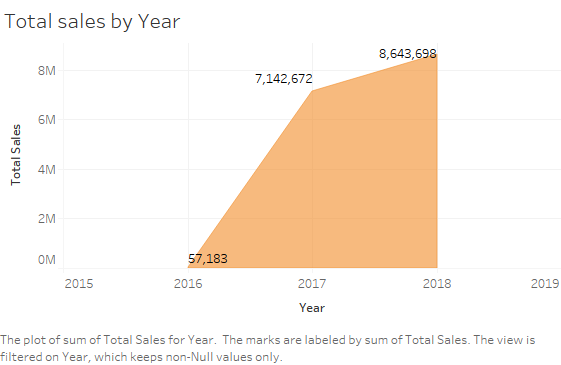 Total sales by Year
8,643,698
7,142,672
8M
6M
Total Sales
4M
2M
57,183
0M
2015 2016 2017 2018 2019
Year
The plot of sum of Total Sales for Year. The marks are labeled by sum of Total Sales. The view is
filtered on Year, which keeps non-Null values only.